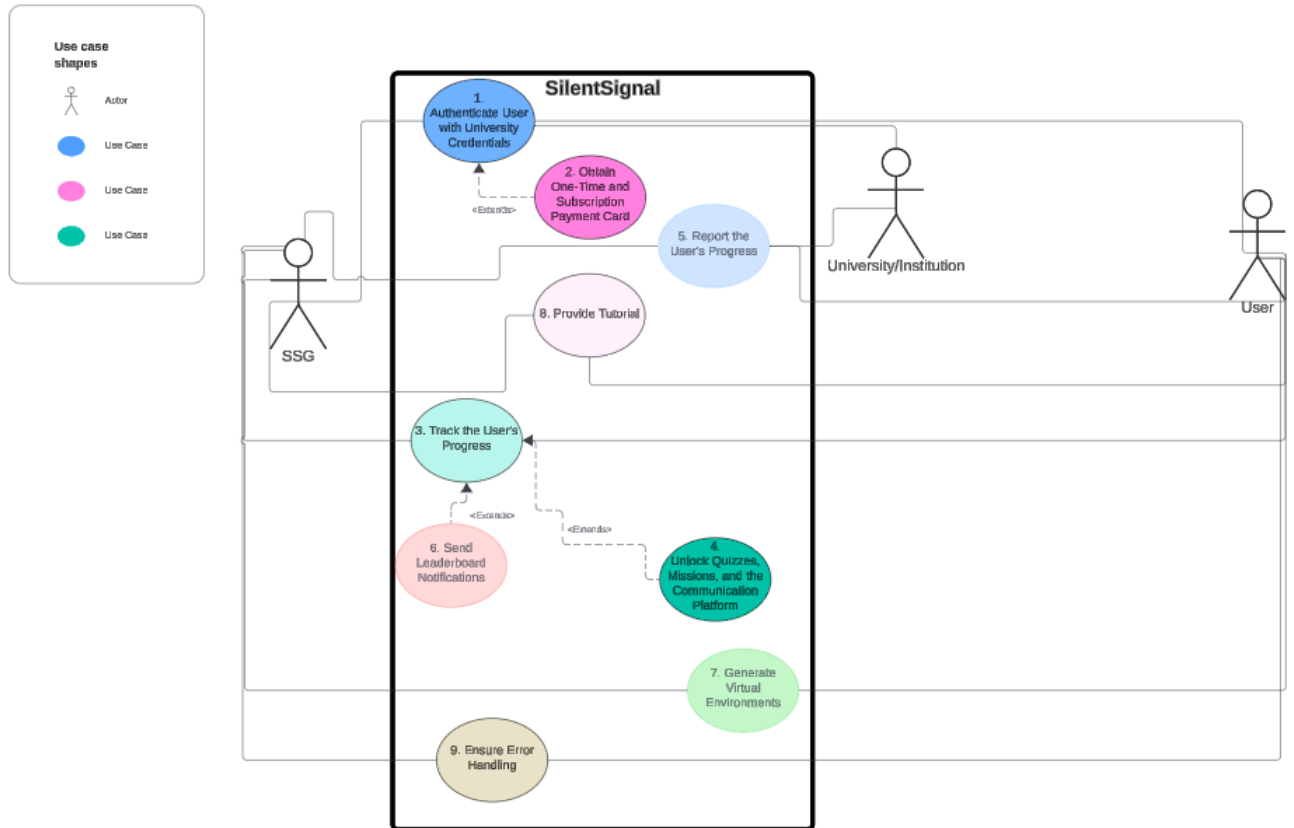 Use case
shapes
Actor
Use Case
Use Case
Use Case
SilentSignal
1.
Authenticate User
with University
Credentials
2. Obtain
One-Time and
Subscription
Payment Card
<Extends>
5. Report the
User's Progress
University/Institution
User
SSG
8. Provide Tutorial
3. Track the User's
Progress
<Extends>
<Extends>
6. Send
Leaderboard
Notifications
4.
Unlock Quizzes,
Missions, and the
Communication
Platform
7. Generate
Virtual
Environments
9. Ensure Error
Handling